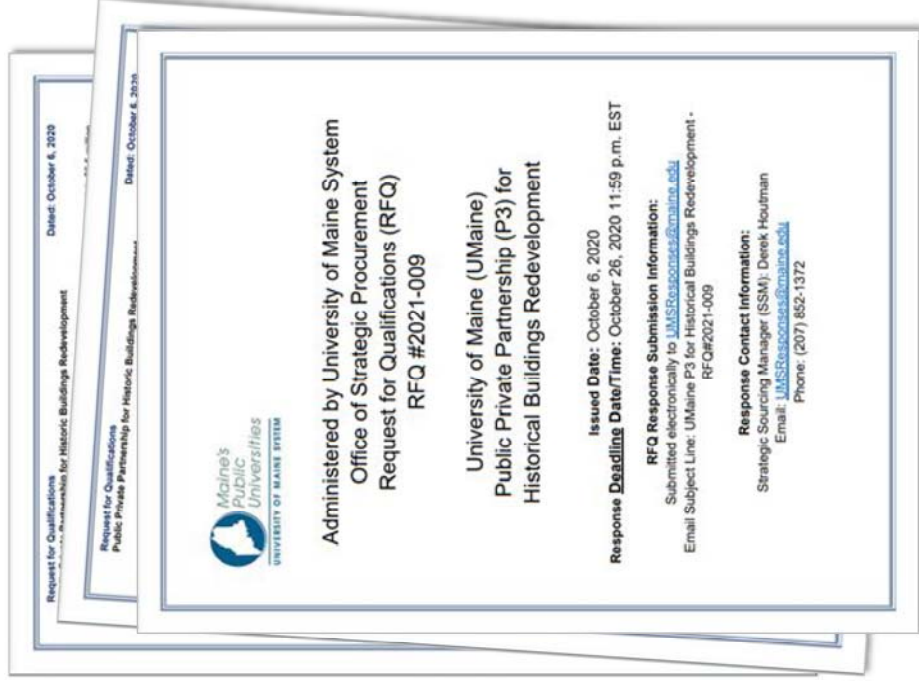 Request for Qualifications
Dated: October 6, 2020
Partnership for Historic Buildings Redevelopment
Request for Qualifications
Public Private Partnership for Historic Buildings Redevelopment
Dated: October 6, 2020
Maine's
Public
Universities
UNIVERSITY OF MAINE SYSTEM
Administered by University of Maine System
Office of Strategic Procurement
Request for Qualifications (RFQ)
RFQ #2021-009
University of Maine (UMaine)
Public Private Partnership (P3) for
Historical Buildings Redevelopment
Issued Date: October 6, 2020
Response Deadline Date/Time: October 26, 2020 11:59 p.m. EST
RFQ Response Submission Information:
Submitted electronically to UMSResponses@maine.edu
Email Subject Line: UMaine P3 for Historical Buildings Redevelopment -
RFQ#2021-009
Response Contact Information:
Strategic Sourcing Manager (SSM): Derek Houtman
Email: UMSResponses@maine.edu
Phone: (207) 852-1372